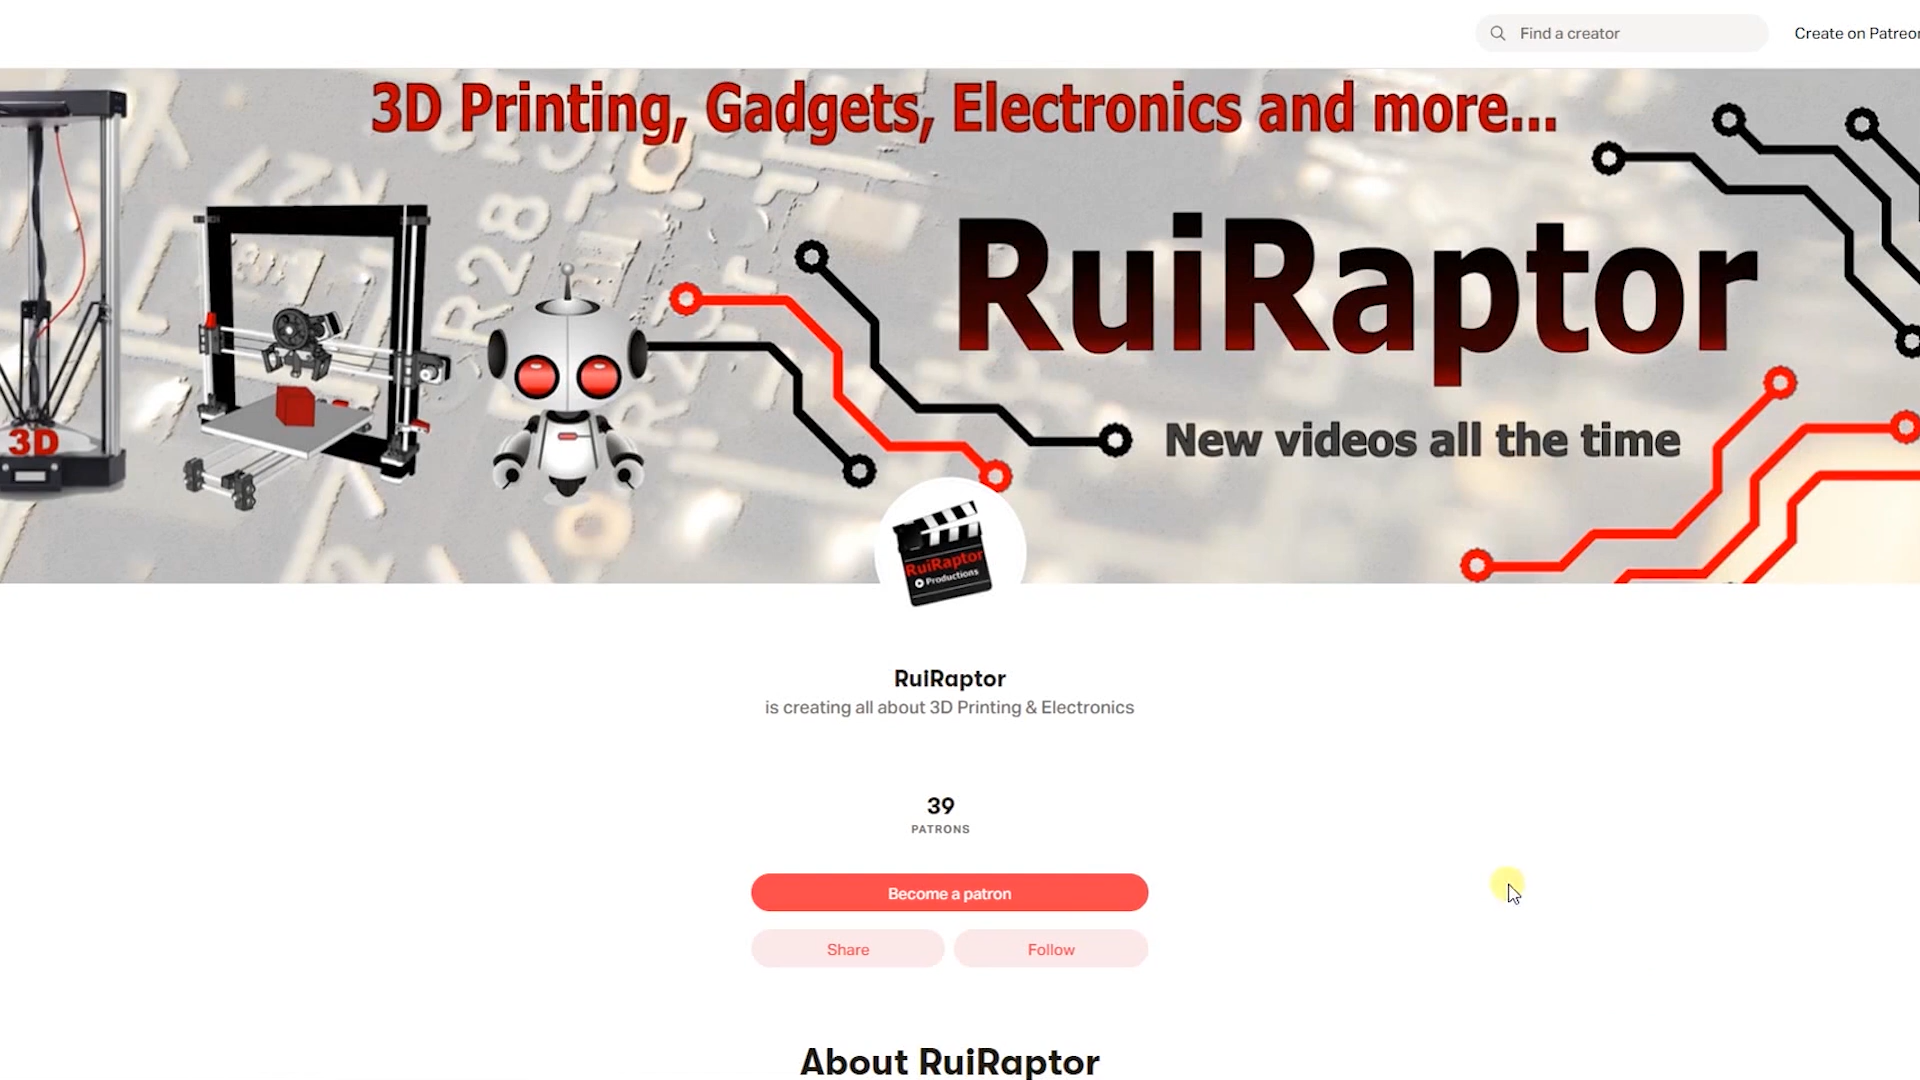 Find a creator
Create on Patreon
3D Printing, Gadgets, Electronics and more...
R28
RuiRaptor
3D
New videos all the time
RuiRaptor
Productions
RuiRaptor
is creating all about 3D Printing & Electronics
39
PATRONS
Become a patron
Share
Follow
About RuiRaptor